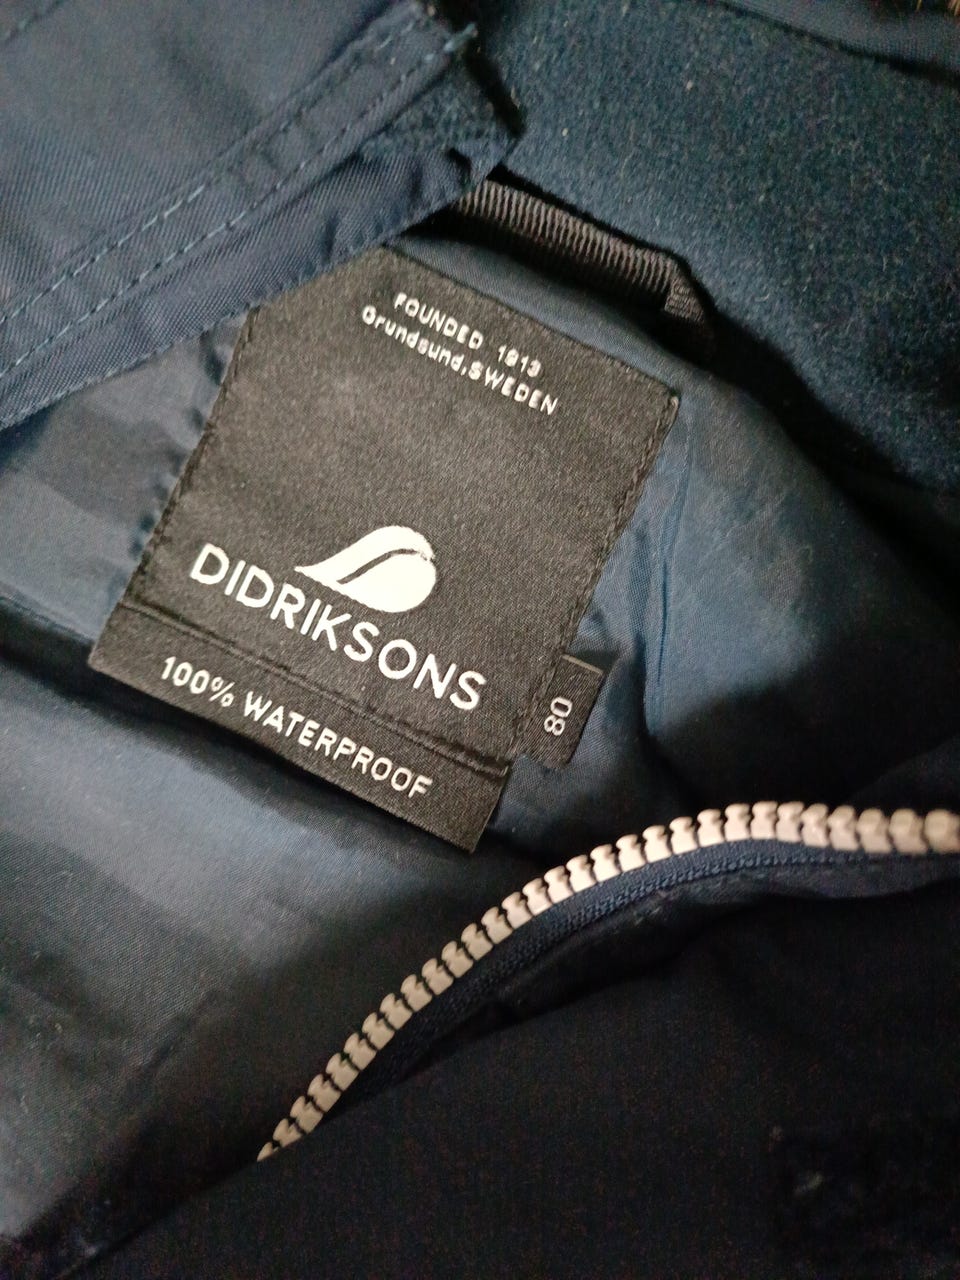 FOUNDED 1913
Grundsund,SWEDEN
DIDRIKSONS
100% WATERPROOF
80